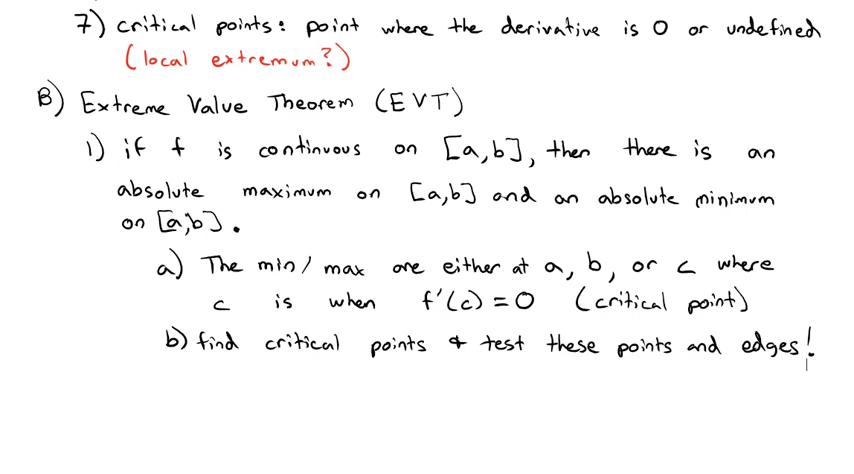 7) critical points: point where the derivative is 0 or undefined
(local extremum?)
B) Extreme Value Theorem (EVT)
1) if f is continuous on [a,b], then there is an
absolute maximum on [a,b] and an absolute minimum
on [a,b].
a) The min/max are either at a, b, or c where
c is when f'(c)=0 (critical point)
b) find critical points & test these points and edges!